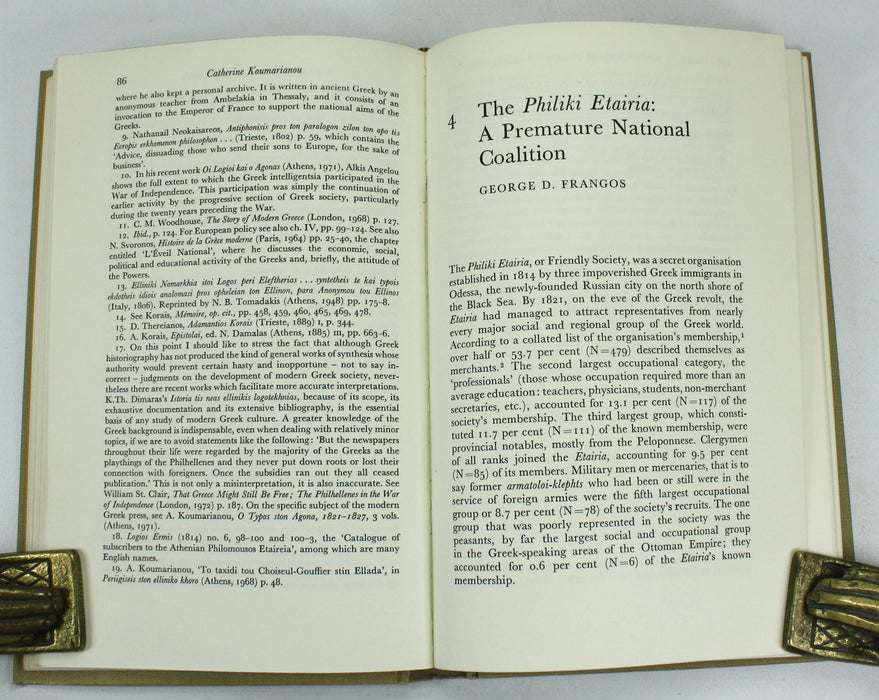 86
Catherine Koumarianou
where he also kept a personal archive. It is written in ancient Greek by an
anonymous teacher from Ambelakia in Thessaly, and it consists of an
invocation to the Emperor of France to support the national aims of the
Greeks.
9. Nathanail Neokaisareos, Antiphonisis pros ton paralogon zilon ton apo tis
Evropis erkhomenon philosophon . . . (Trieste, 1802) p. 59, which contains the
'Advice, dissuading those who send their sons to Europe, for the sake of
business'.
10. In his recent work Oi Logioi kai o Agonas (Athens, 1971), Alkis Angelou
shows the full extent to which the Greek intelligentsia participated in the
War of Independence. This participation was simply the continuation of
earlier activity by the progressive section of Greek society, particularly
during the twenty years preceding the War.
11. C. M. Woodhouse, The Story of Modern Greece (London, 1968) p. 127.
12. Ibid., p. 124. For European policy see also ch. IV, pp. 99–124. See also
N. Svoronos, Histoire de la Grèce moderne (Paris, 1964) pp. 25–40, the chapter
entitled 'L'Éveil National', where he discusses the economic, social,
political and educational activity of the Greeks and, briefly, the attitude of
the Powers.
13. Elliniki Nomarkhia itoi Logos peri Eleftherias . . . syntetheis te kai typois
ekdotheis idiois analomasi pros opheleian ton Ellinon, para Anonymou tou Ellinos
(Italy, 1806). Reprinted by N. B. Tomadakis (Athens, 1948) pp. 175–8.
14. See Korais, Mémoire, op. cit., pp. 458, 459, 460, 465, 469, 478.
15. D. Thereianos, Adamantios Korais (Trieste, 1889) I, p. 344.
16. A. Korais, Epistolai, ed. N. Damalas (Athens, 1885) III, pp. 663–6.
17. On this point I should like to stress the fact that although Greek
historiography has not produced the kind of general works of synthesis whose
authority would prevent certain hasty and inopportune – not to say in-
correct – judgments on the development of modern Greek society, never-
theless there are recent works which facilitate more accurate interpretations.
K.Th. Dimaras's Istoria tis neas ellinikis logotekhnias, because of its scope, its
exhaustive documentation and its extensive bibliography, is the essential
basis of any study of modern Greek culture. A greater knowledge of the
Greek background is indispensable, even when dealing with relatively minor
topics, if we are to avoid statements like the following: 'But the newspapers
throughout their life were regarded by the majority of the Greeks as the
playthings of the Philhellenes and they never put down roots or lost their
connection with foreigners. Once the subsidies ran out they all ceased
publication.' This is not only a misinterpretation, it is also inaccurate. See
William St. Clair, That Greece Might Still Be Free; The Philhellenes in the War
of Independence (London, 1972) p. 187. On the specific subject of the modern
Greek press, see A. Koumarianou, O Typos ston Agona, 1821–1827, 3 vols.
(Athens, 1971).
18. Logios Ermis (1814) no. 6, 98–100 and 100–3, the 'Catalogue of
subscribers to the Athenian Philomousos Etaireia', among which are many
English names.
19. A. Koumarianou, 'To taxidi tou Choiseul-Gouffier stin Ellada', in
Periigiseis ston elliniko khoro (Athens, 1968) p. 48.
4 The Philiki Etairia:
A Premature National
Coalition
GEORGE D. FRANGOS
The Philiki Etairia, or Friendly Society, was a secret organisation
established in 1814 by three impoverished Greek immigrants in
Odessa, the newly-founded Russian city on the north shore of
the Black Sea. By 1821, on the eve of the Greek revolt, the
Etairia had managed to attract representatives from nearly
every major social and regional group of the Greek world.
According to a collated list of the organisation's membership,¹
over half or 53·7 per cent (N=479) described themselves as
merchants.² The second largest occupational category, the
'professionals' (those whose occupation required more than an
average education: teachers, physicians, students, non-merchant
secretaries, etc.), accounted for 13.1 per cent (N=117) of the
society's membership. The third largest group, which consti-
tuted 11.7 per cent (N=111) of the known membership, were
provincial notables, mostly from the Peloponnese. Clergymen
of all ranks joined the Etairia, accounting for 9·5 per cent
(N=85) of its members. Military men or mercenaries, that is to
say former armatoloi-klephts who had been or still were in the
service of foreign armies were the fifth largest occupational
group or 8.7 per cent (N=78) of the society's recruits. The one
group that was poorly represented in the society was the
peasants, by far the largest social and occupational group
in the Greek-speaking areas of the Ottoman Empire; they
accounted for 0.6 per cent (N=6) of the Etairia's known
membership.